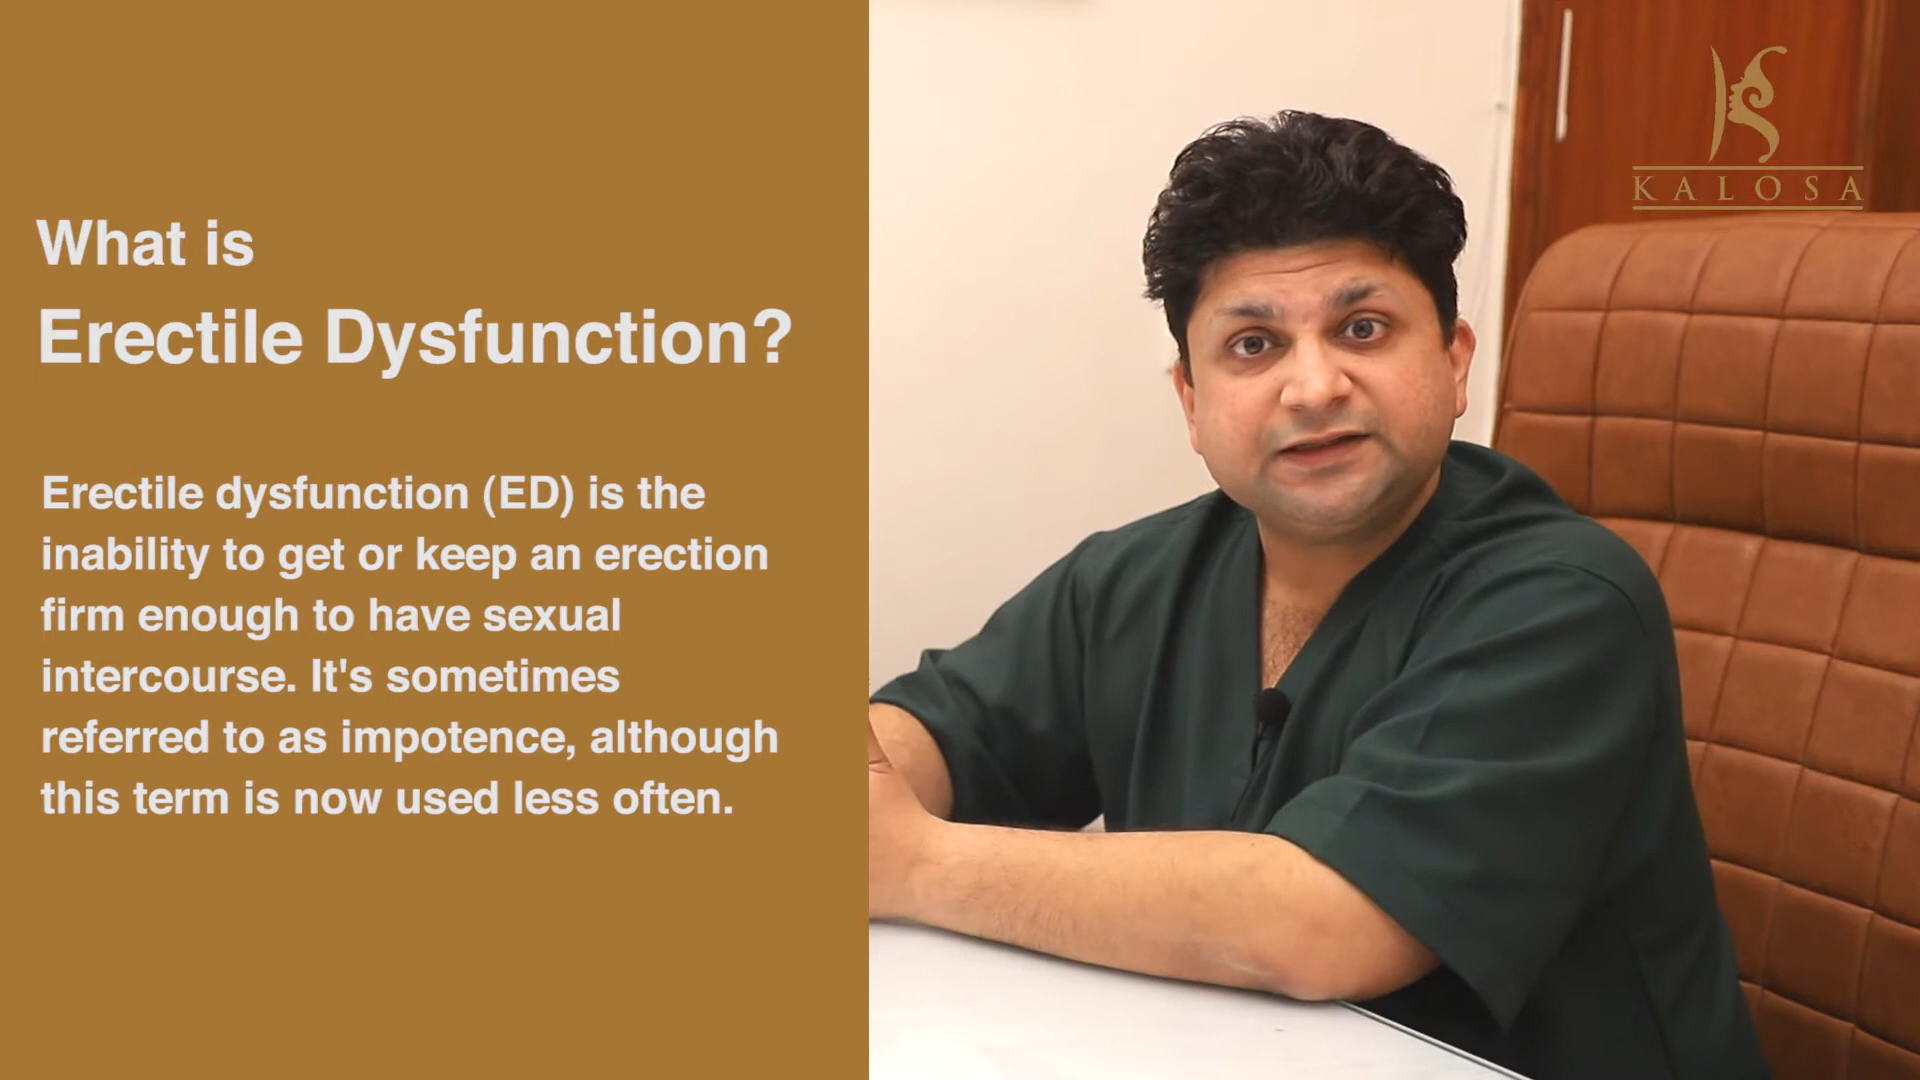 What is
Erectile Dysfunction?
Erectile dysfunction (ED) is the
inability to get or keep an erection
firm enough to have sexual
intercourse. It's sometimes
referred to as impotence, although
this term is now used less often.
KALOSA